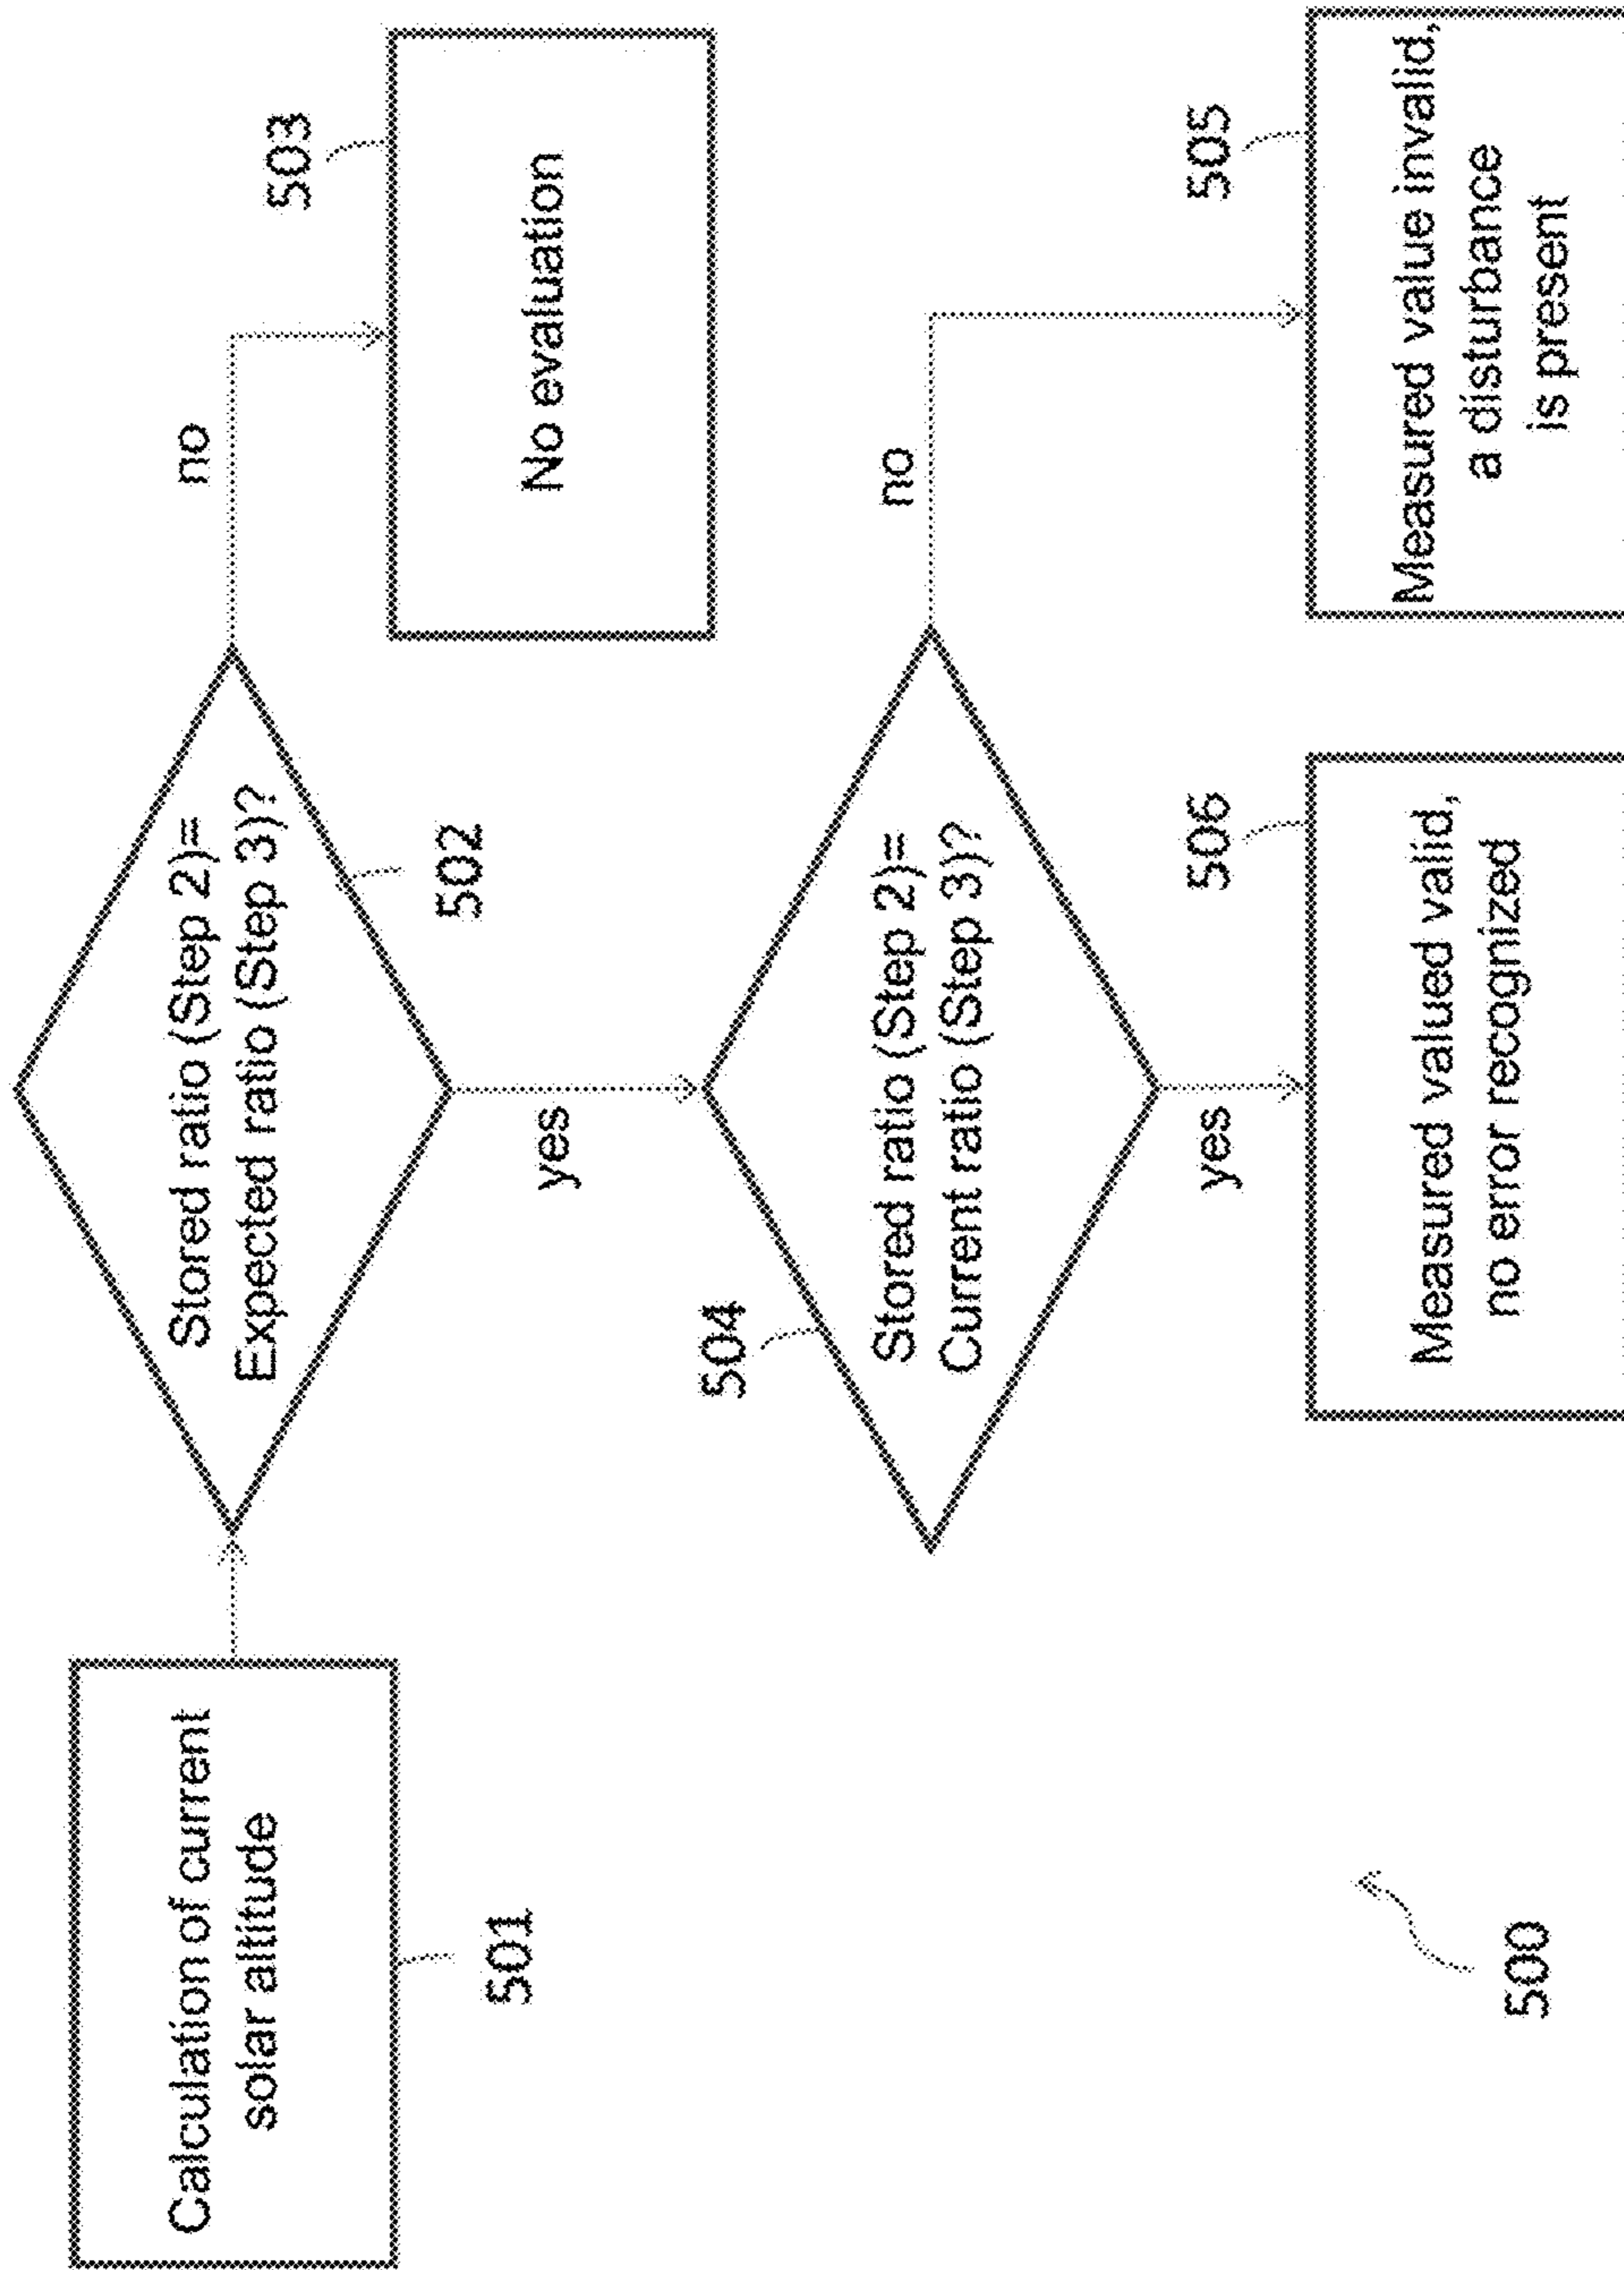 Calculation of current
solar altitude
501
Stored ratio (Step 2)=
Expected ratio (Step 3)?
502
no
503
No evaluation
yes
504
Stored ratio (Step 2)=
Current ratio (Step 3)?
no
505
Measured value invalid,
a disturbance
is present
yes
506
Measured valued valid,
no error recognized
500